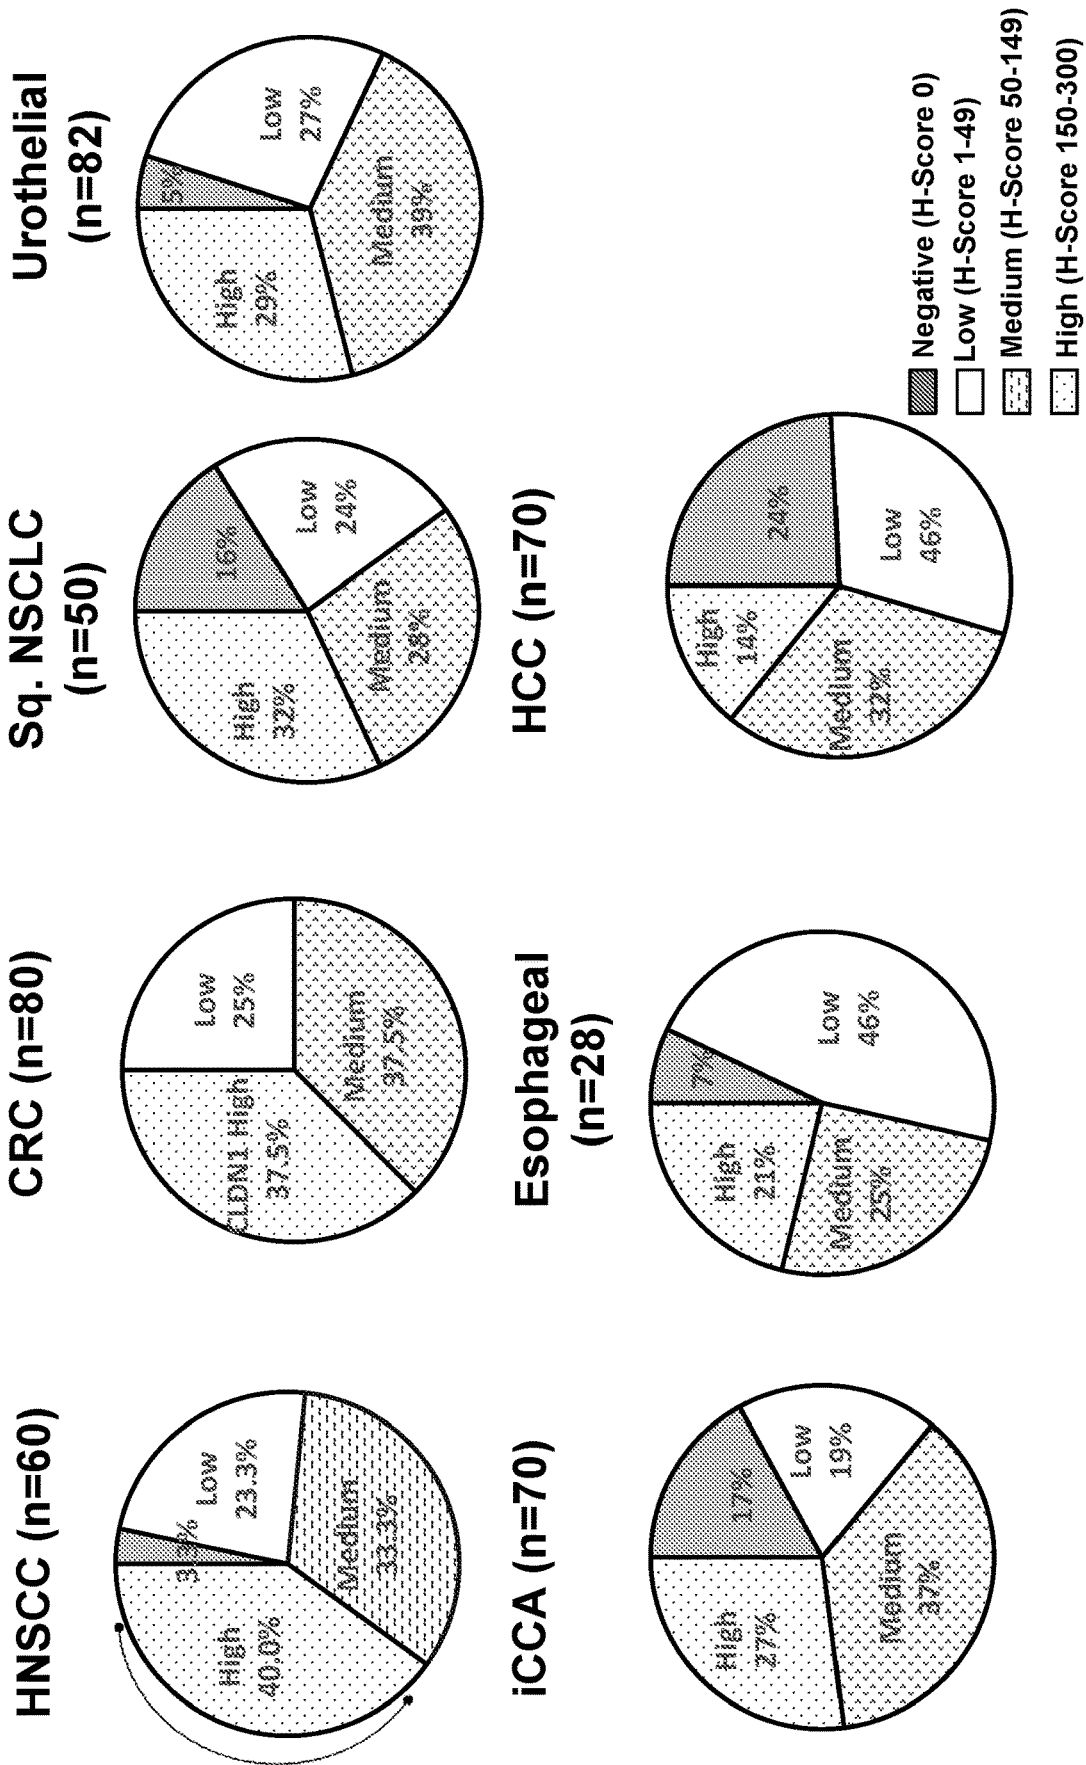 HNSCC (n=60)
Low
23.3%
Medium
33.3%
High
40.0%
CRC (n=80)
Low
25%
Medium
37.5%
CLDN1 High
37.5%
Sq. NSCLC
(n=50)
16%
Low
24%
Medium
28%
High
32%
Urothelial
(n=82)
5%
Low
27%
Medium
39%
High
29%
iCCA (n=70)
17%
Low
19%
Medium
37%
High
27%
Esophageal
(n=28)
7%
Low
46%
Medium
25%
High
21%
HCC (n=70)
24%
Low
46%
Medium
32%
High
14%
Negative (H-Score 0)
Low (H-Score 1-49)
Medium (H-Score 50-149)
High (H-Score 150-300)